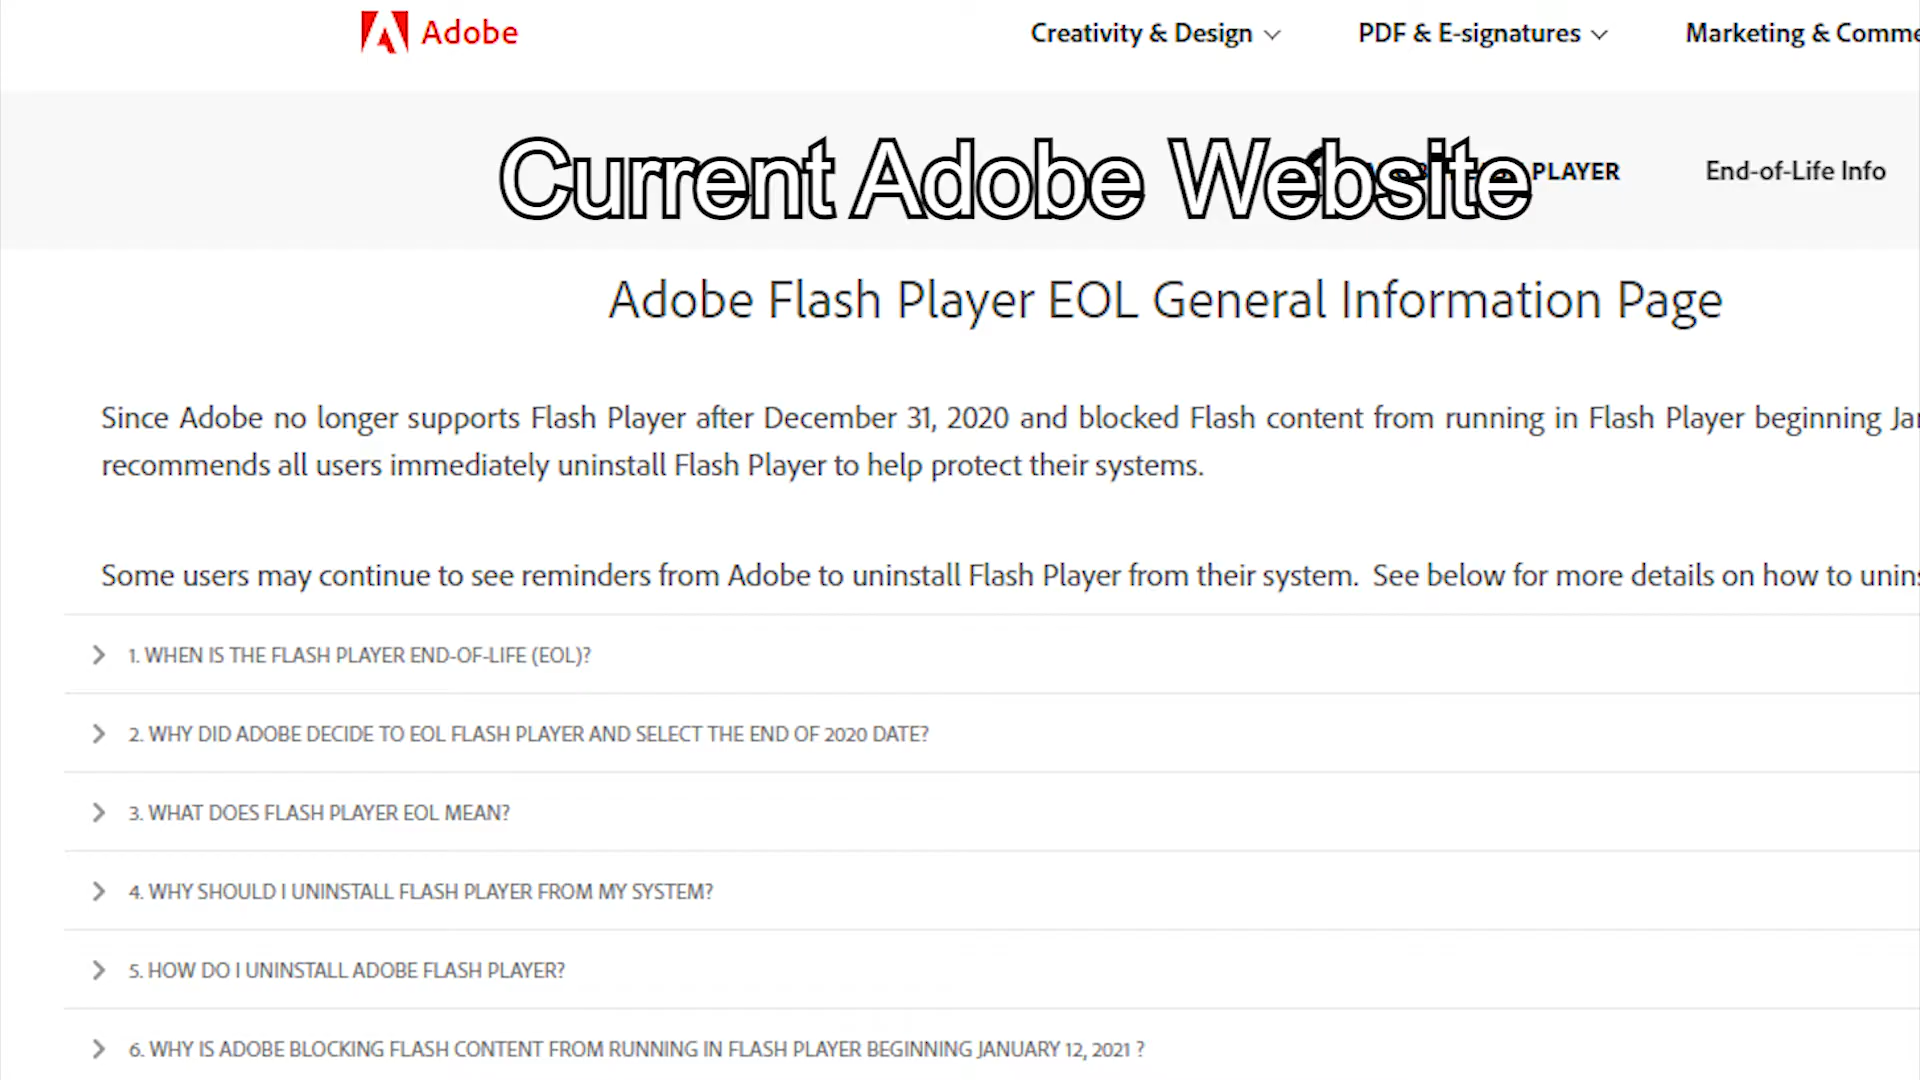 Adobe
Creativity & Design
PDF & E-signatures
Marketing &
Current Adobe Website
PLAYER
End-of-Life Info
Adobe Flash Player EOL General Information Page
Since Adobe no longer supports Flash Player after December 31, 2020 and blocked Flash content from running in Flash Player beginning
recommends all users immediately uninstall Flash Player to help protect their systems.
Some users may continue to see reminders from Adobe to uninstall Flash Player from their system. See below for more details on how to
1. WHEN IS THE FLASH PLAYER END-OF-LIFE (EOL)?
2. WHY DID ADOBE DECIDE TO EOL FLASH PLAYER AND SELECT THE END OF 2020 DATE?
3. WHAT DOES FLASH PLAYER EOL MEAN?
4. WHY SHOULD I UNINSTALL FLASH PLAYER FROM MY SYSTEM?
5. HOW DO I UNINSTALL ADOBE FLASH PLAYER?
6. WHY IS ADOBE BLOCKING FLASH CONTENT FROM RUNNING IN FLASH PLAYER BEGINNING JANUARY 12, 2021 ?